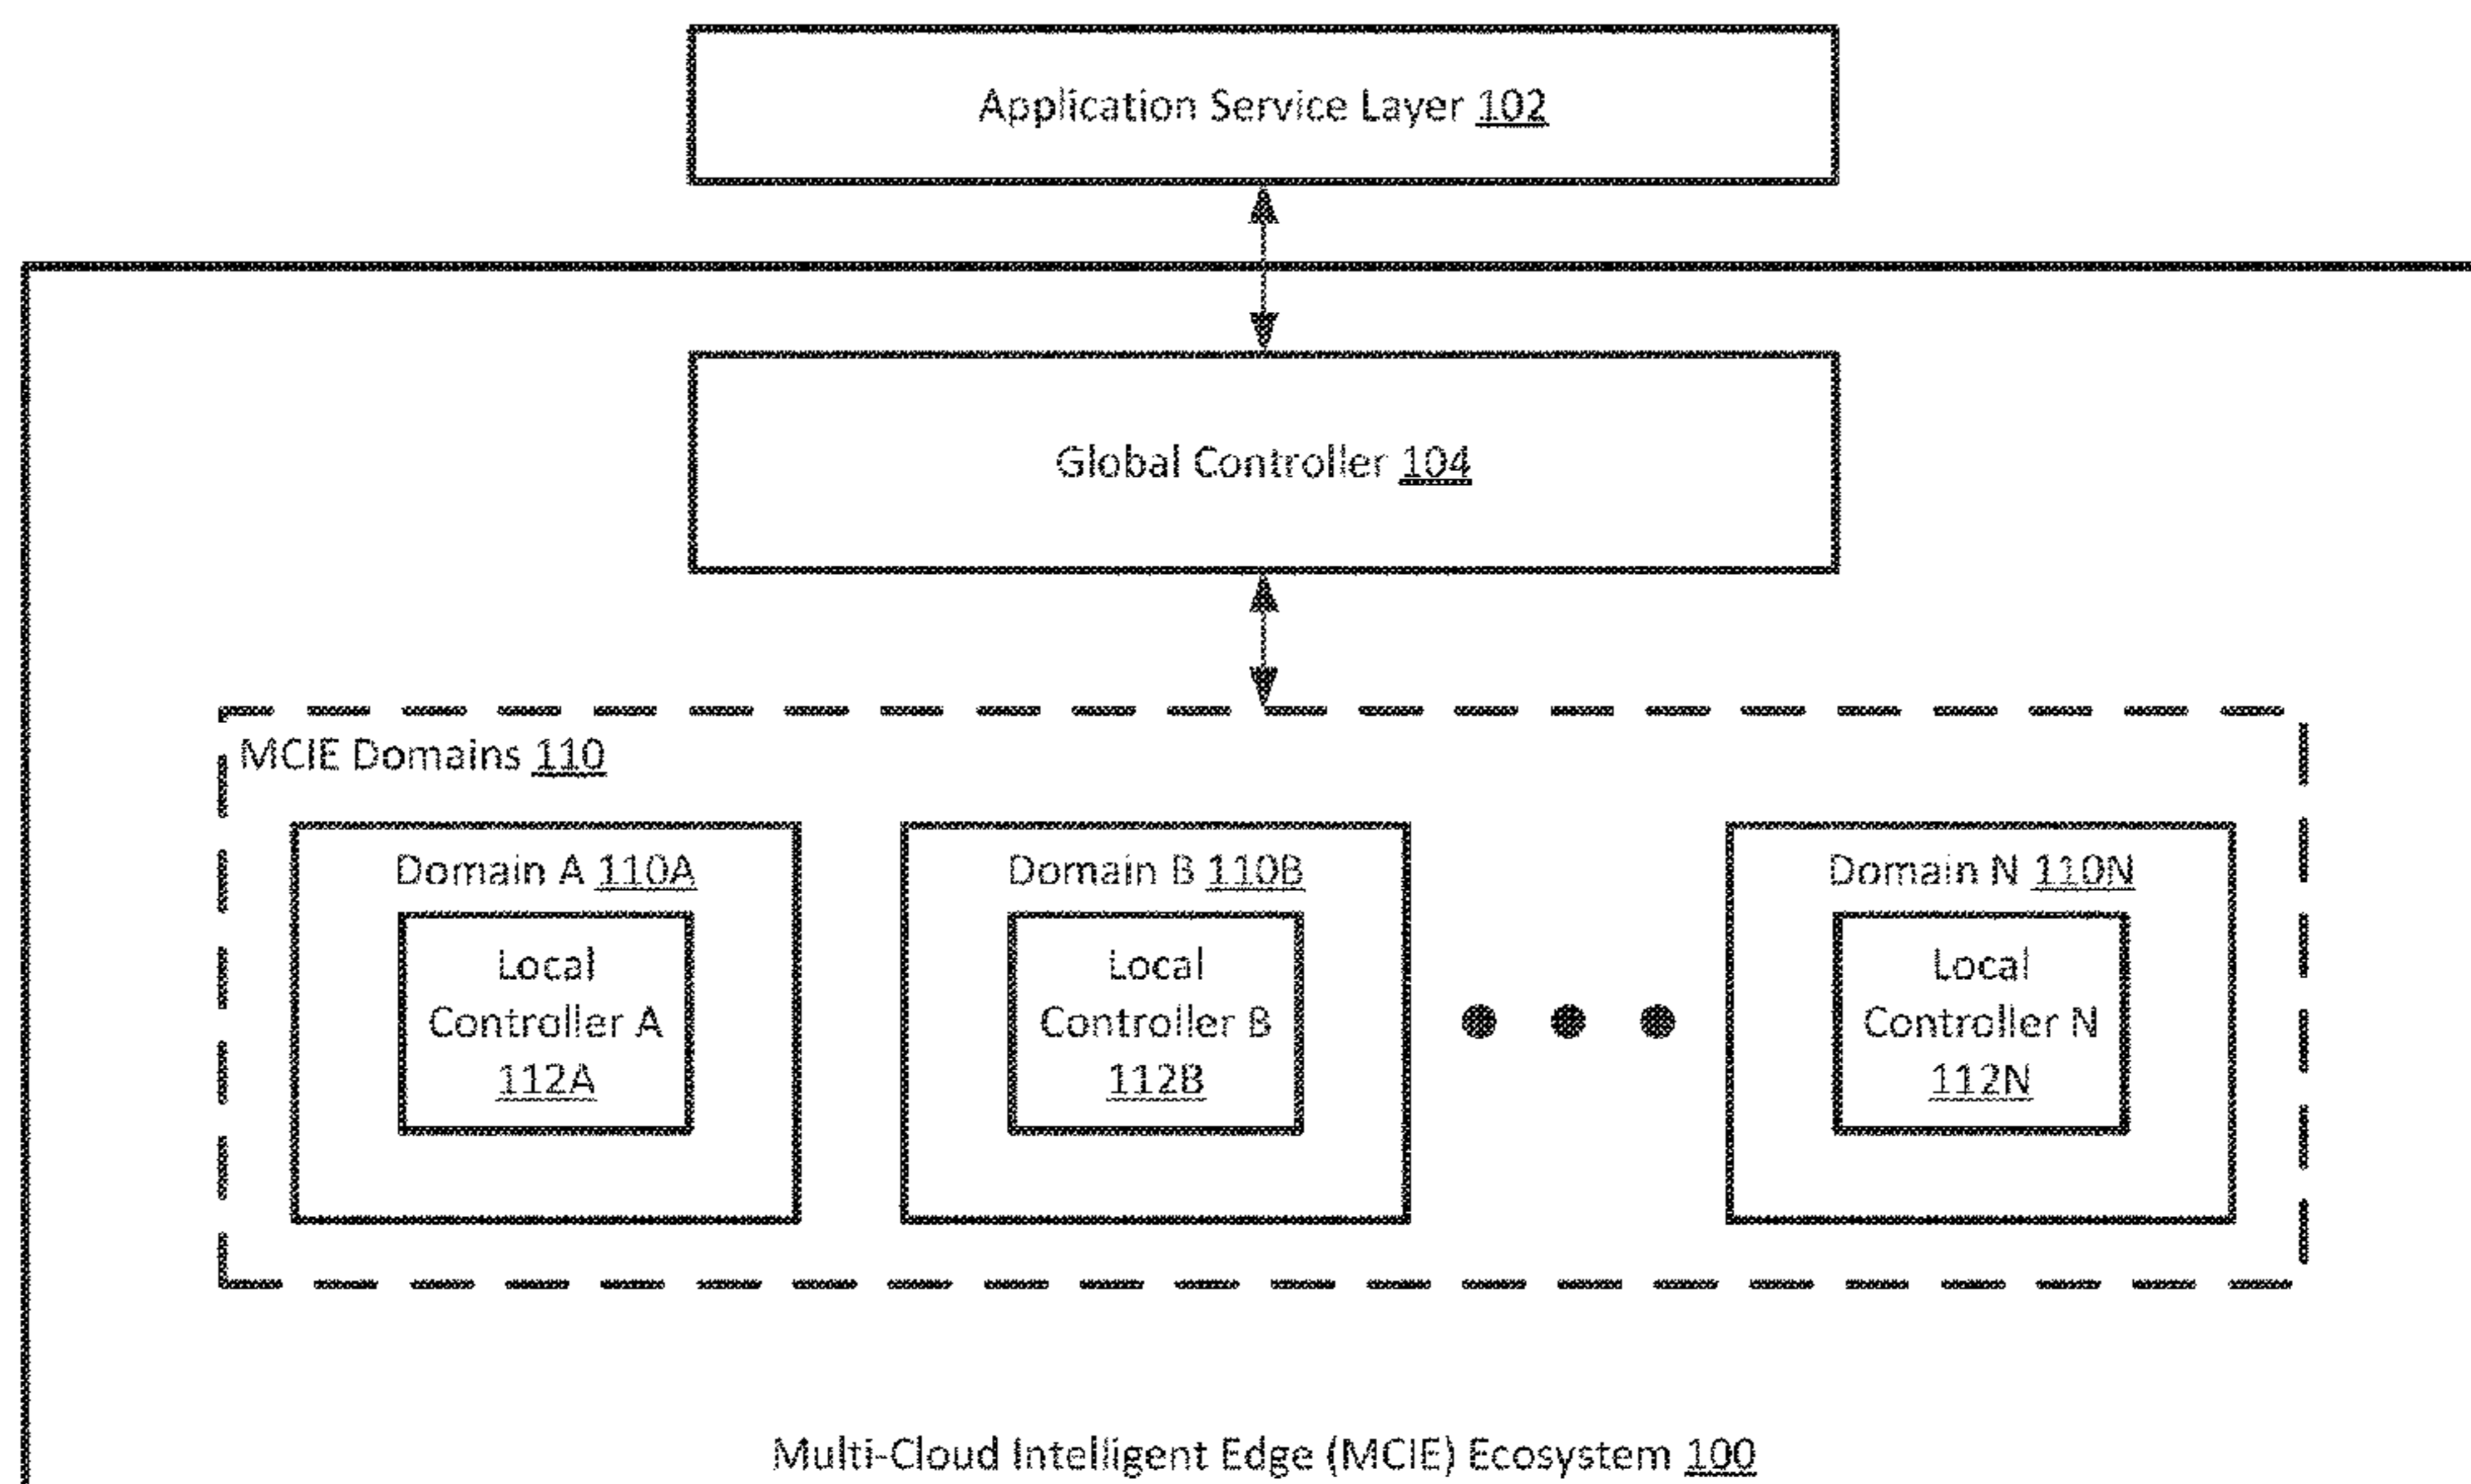 Application Service Layer 102
Global Controller 104
MCIE Domains 110
Domain A 110A
Local
Controller A
112A
Domain B 110B
Local
Controller B
112B
Domain N 110N
Local
Controller N
112N
Multi-Cloud Intelligent Edge (MCIE) Ecosystem 100